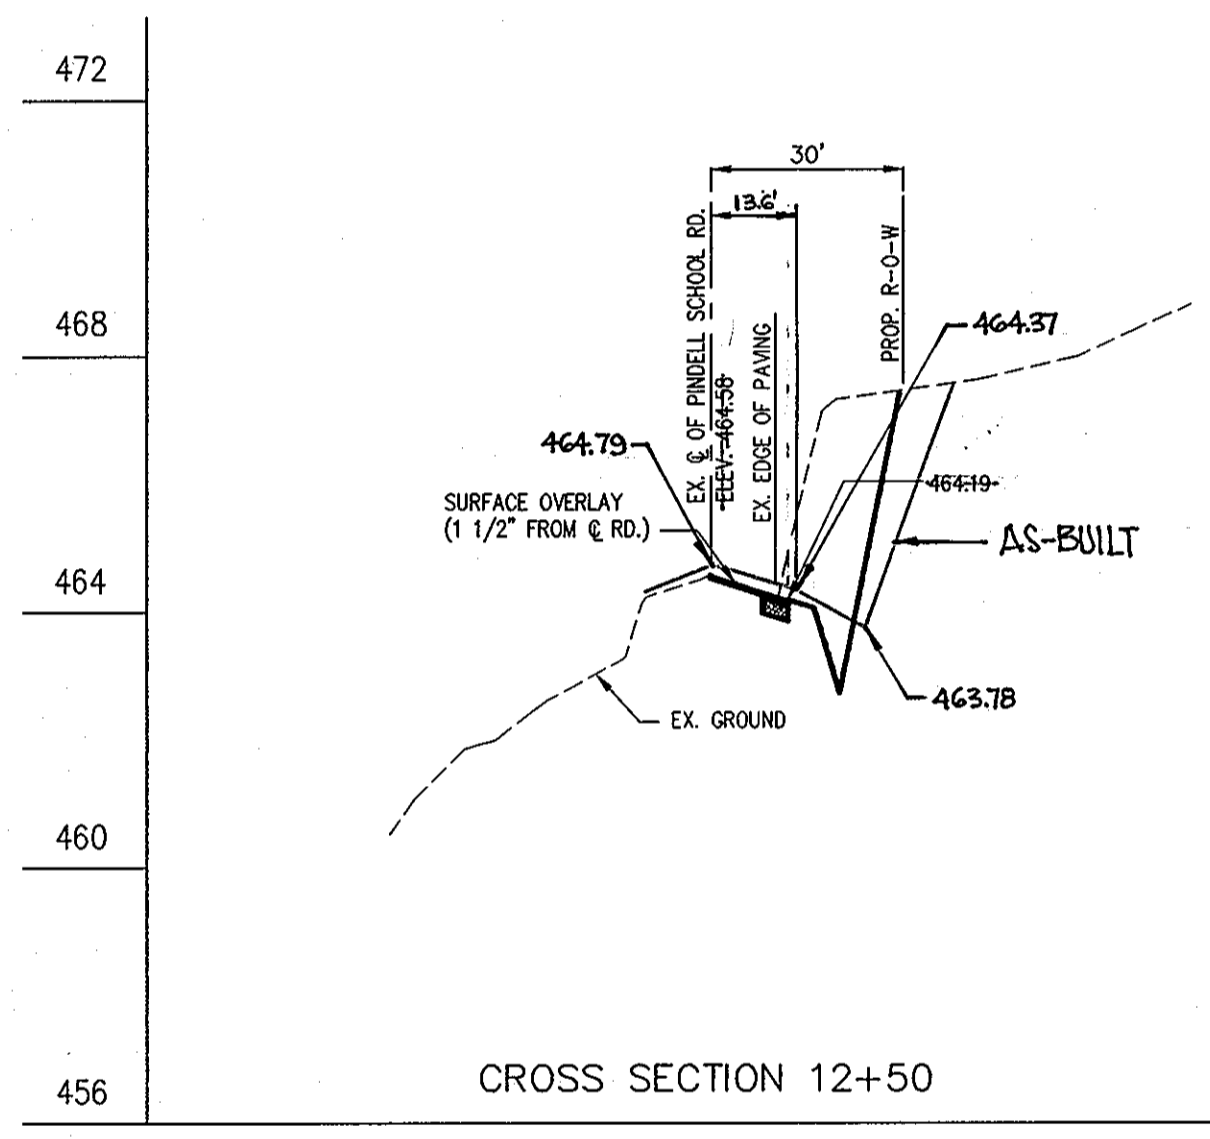 472
30'
13.6'
EX. ℄ OF PINDELL SCHOOL RD.
ELEV. 464.58
EX. EDGE OF PAVING
PROP. R-O-W
468
464.37
464.79
SURFACE OVERLAY
(1 1/2" FROM ℄ RD.)
464.19
AS-BUILT
464
463.78
EX. GROUND
460
456
CROSS SECTION 12+50